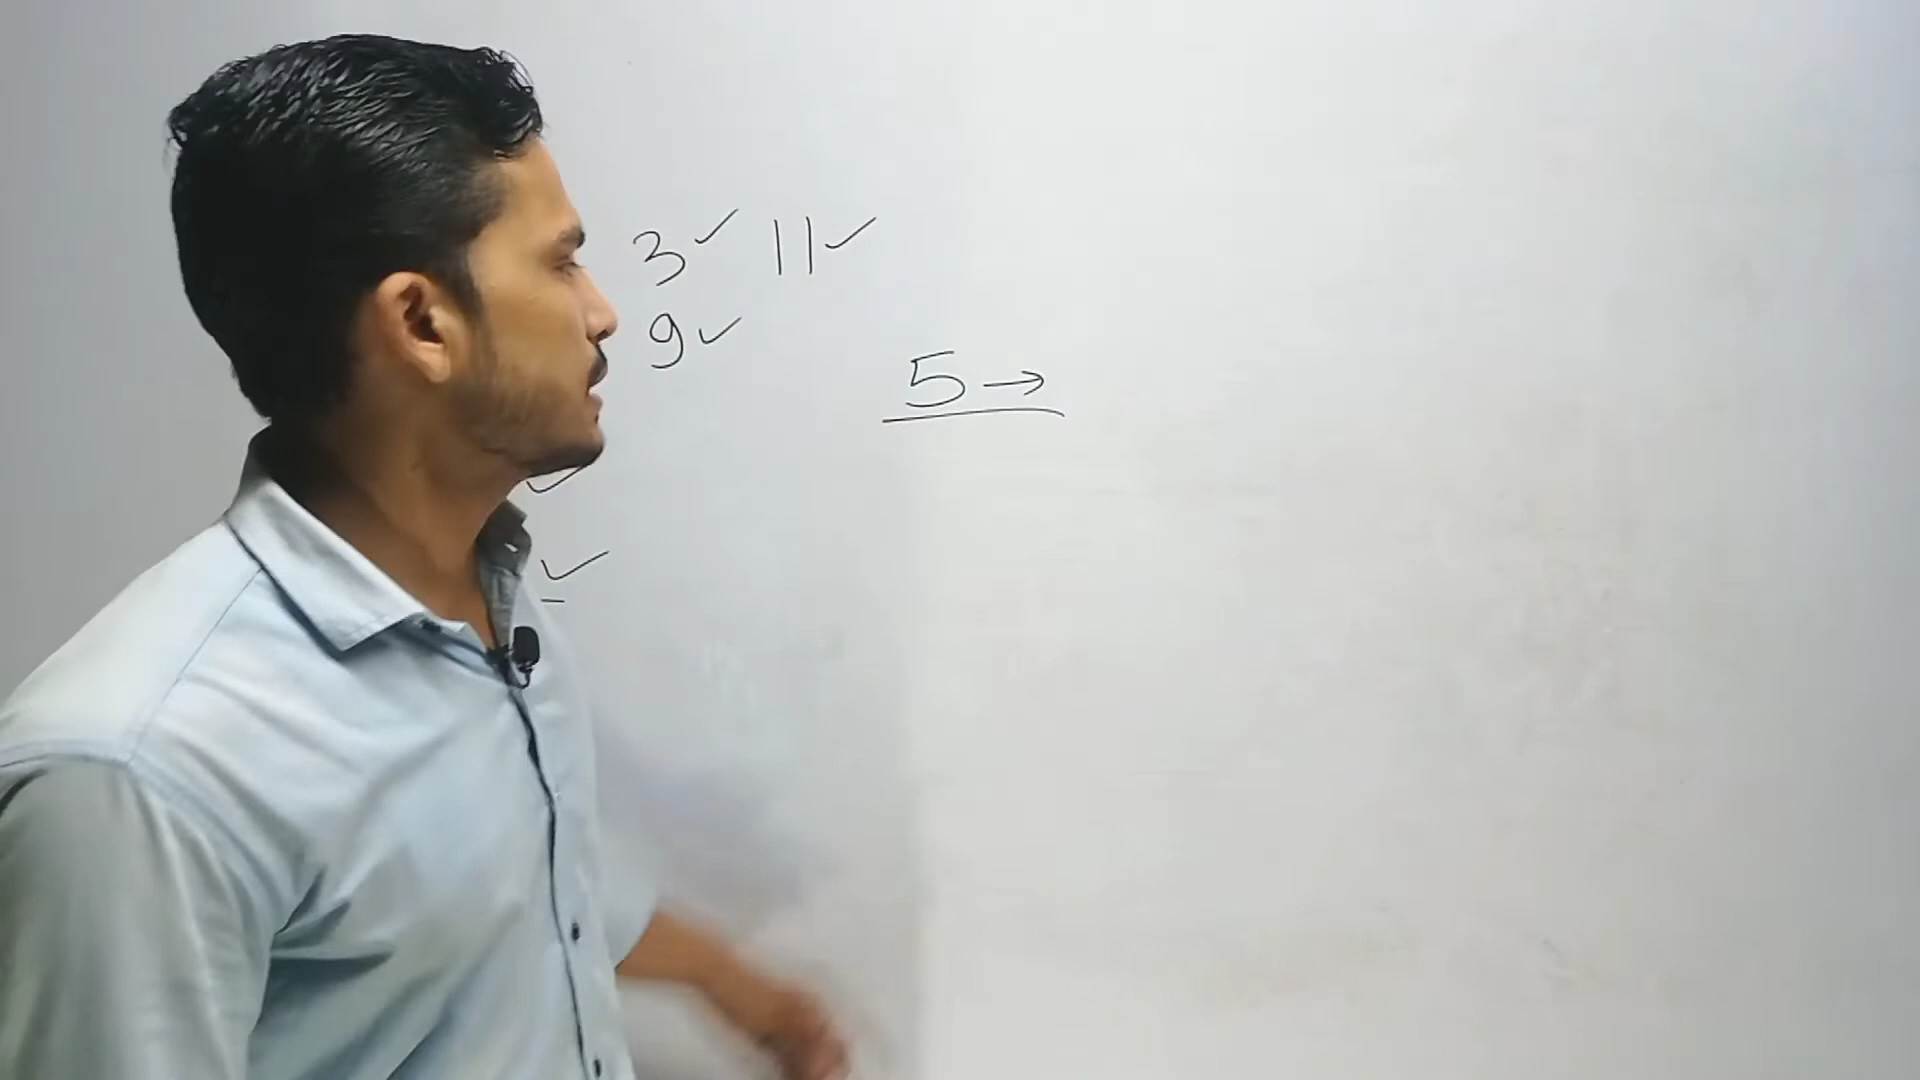 3 ✓ 11 ✓
9 ✓
5 →
✓
✓